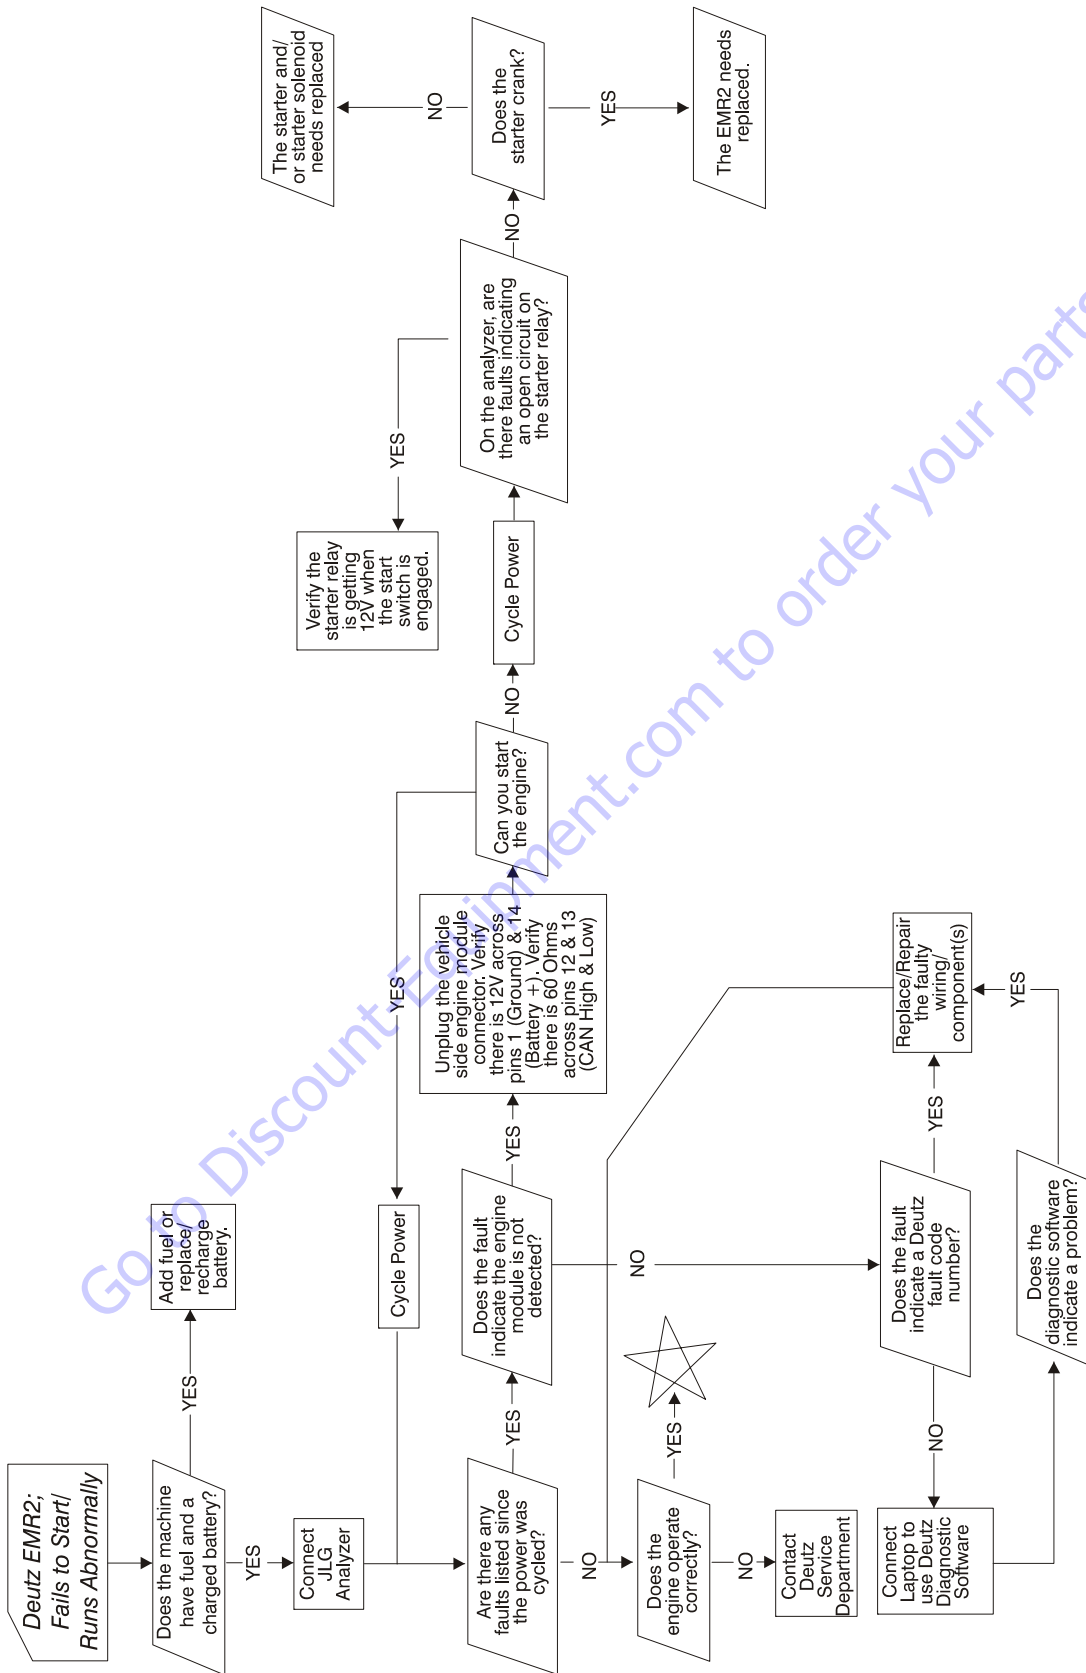 Deutz EMR2;
Fails to Start/
Runs Abnormally
Does the machine
have fuel and a
charged battery?
YES
Add fuel or
replace/
recharge
battery.
YES
Connect
JLG
Analyzer
Cycle Power
YES
Are there any
faults listed since
the power was
cycled?
YES
Does the fault
indicate the engine
module is not
detected?
YES
Unplug the vehicle
side engine module
connector. Verify
there is 12V across
pins 1 (Ground) & 14
(Battery +). Verify
there is 60 Ohms
across pins 12 & 13
(CAN High & Low)
Can you start
the engine?
NO
Cycle Power
On the analyzer, are
there faults indicating
an open circuit on
the starter relay?
YES
Verify the
starter relay
is getting
12V when
the start
switch is
engaged.
NO
Does the
starter crank?
NO
The starter and/
or starter solenoid
needs replaced
YES
The EMR2 needs
replaced.
NO
Does the
engine operate
correctly?
YES
NO
Contact
Deutz
Service
Department
NO
Does the fault
indicate a Deutz
fault code
number?
YES
Replace/Repair
the faulty
wiring/
component(s)
NO
Connect
Laptop to
use Deutz
Diagnostic
Software
Does the
diagnostic software
indicate a problem?
YES
Go to Discount-Equipment.com to order your parts